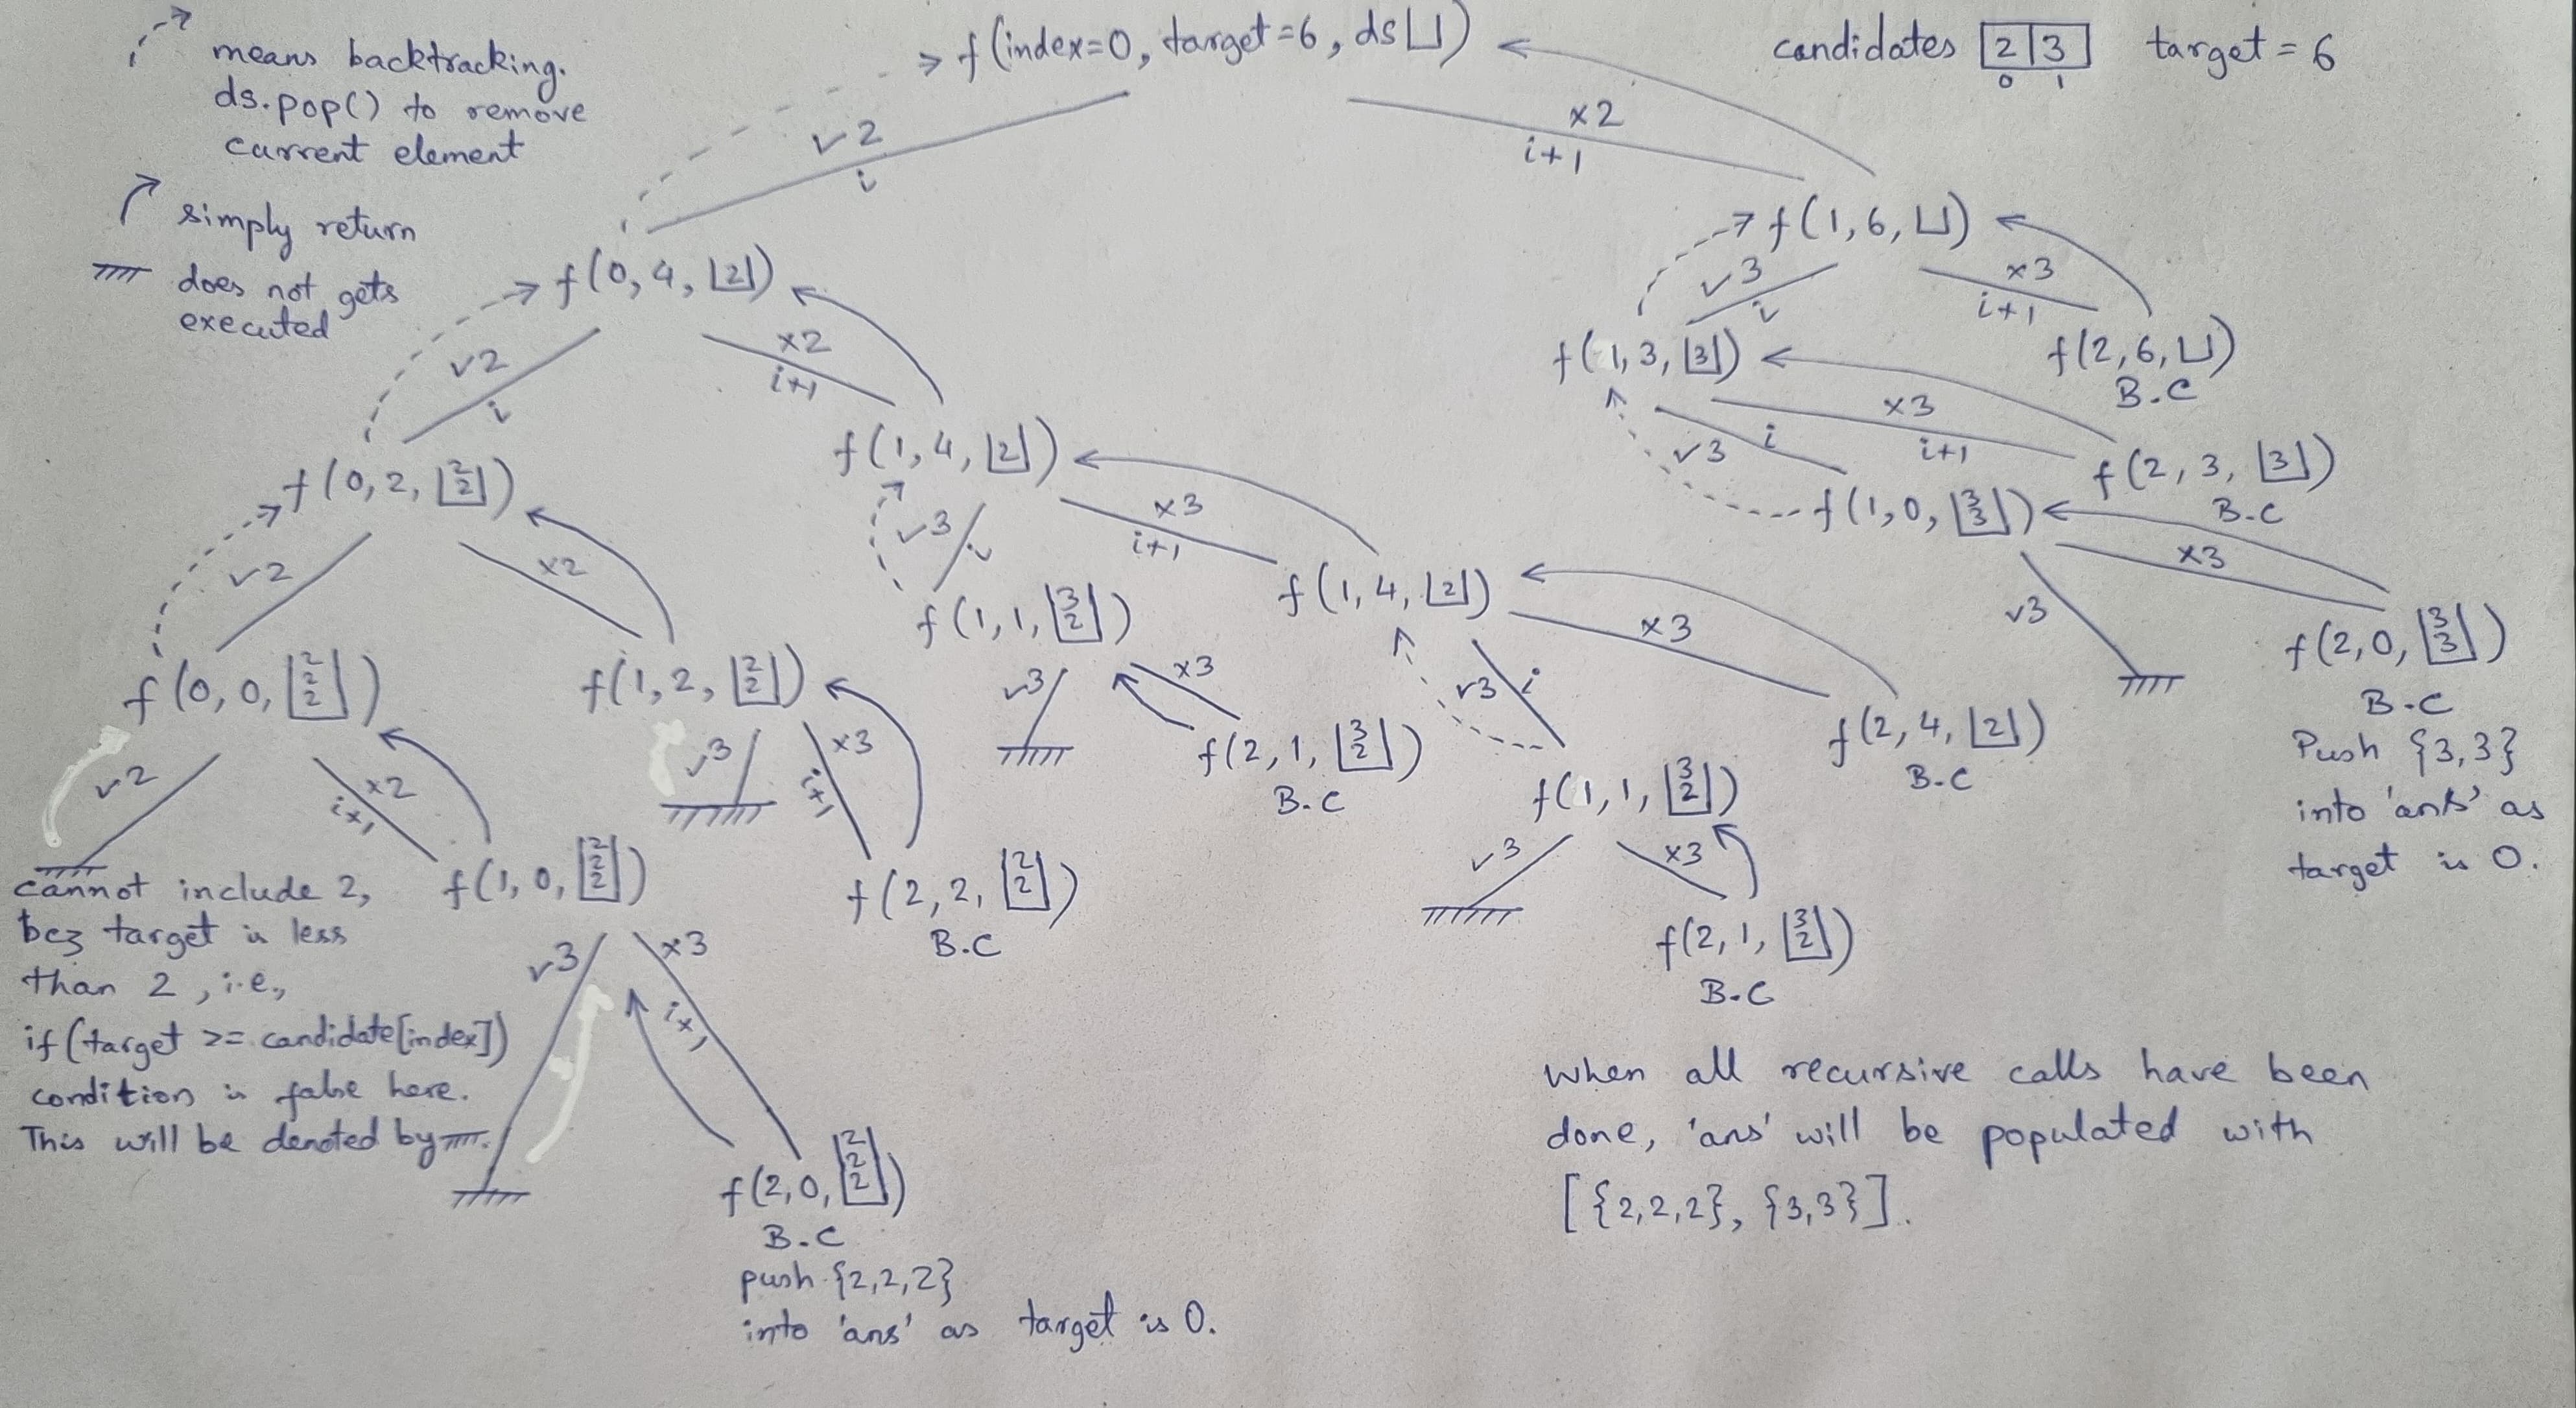 means backtracking.
ds.pop() to remove
current element
simply return
does not gets
executed
f(index=0, target=6, ds⌊⌋)
candidates 2 3 target = 6
0 1
✓2
i
×2
i+1
f(0,4,⌊2⌋)
f(1,6,⌊⌋)
✓2
i
×2
i+1
✓3
i
×3
i+1
f(1,3,⌊3⌋)
f(2,6,⌊⌋)
B.C
f(0,2,⌊2 2⌋)
f(1,4,⌊2⌋)
×3
i+1
✓3
i
f(2,3,⌊3⌋)
B.C
f(1,0,⌊3 3⌋)
✓2
×2
✓3
i
×3
i+1
×3
✓3
f(1,1,⌊3 2⌋)
f(1,4,⌊2⌋)
f(2,0,⌊3 3⌋)
B.C
Push {3,3}
into 'ans' as
target is 0.
f(0,0,⌊2 2 2⌋)
f(1,2,⌊2 2⌋)
✓3
×3
×3
✓3
i
f(2,1,⌊3 2⌋)
B.C
f(2,4,⌊2⌋)
B.C
✓2
×2
i+1
✓3
×3
i+1
f(1,1,⌊3 2⌋)
✓3
×3
cannot include 2,
bcz target is less
than 2, i.e.,
if(target >= candidate[index])
condition is false here.
This will be denoted by
f(1,0,⌊2 2 2⌋)
f(2,2,⌊2 2⌋)
B.C
f(2,1,⌊3 2⌋)
B.C
✓3
×3
i+1
f(2,0,⌊2 2 2⌋)
B.C
push {2,2,2}
into 'ans' as target is 0.
When all recursive calls have been
done, 'ans' will be populated with
[{2,2,2}, {3,3}].